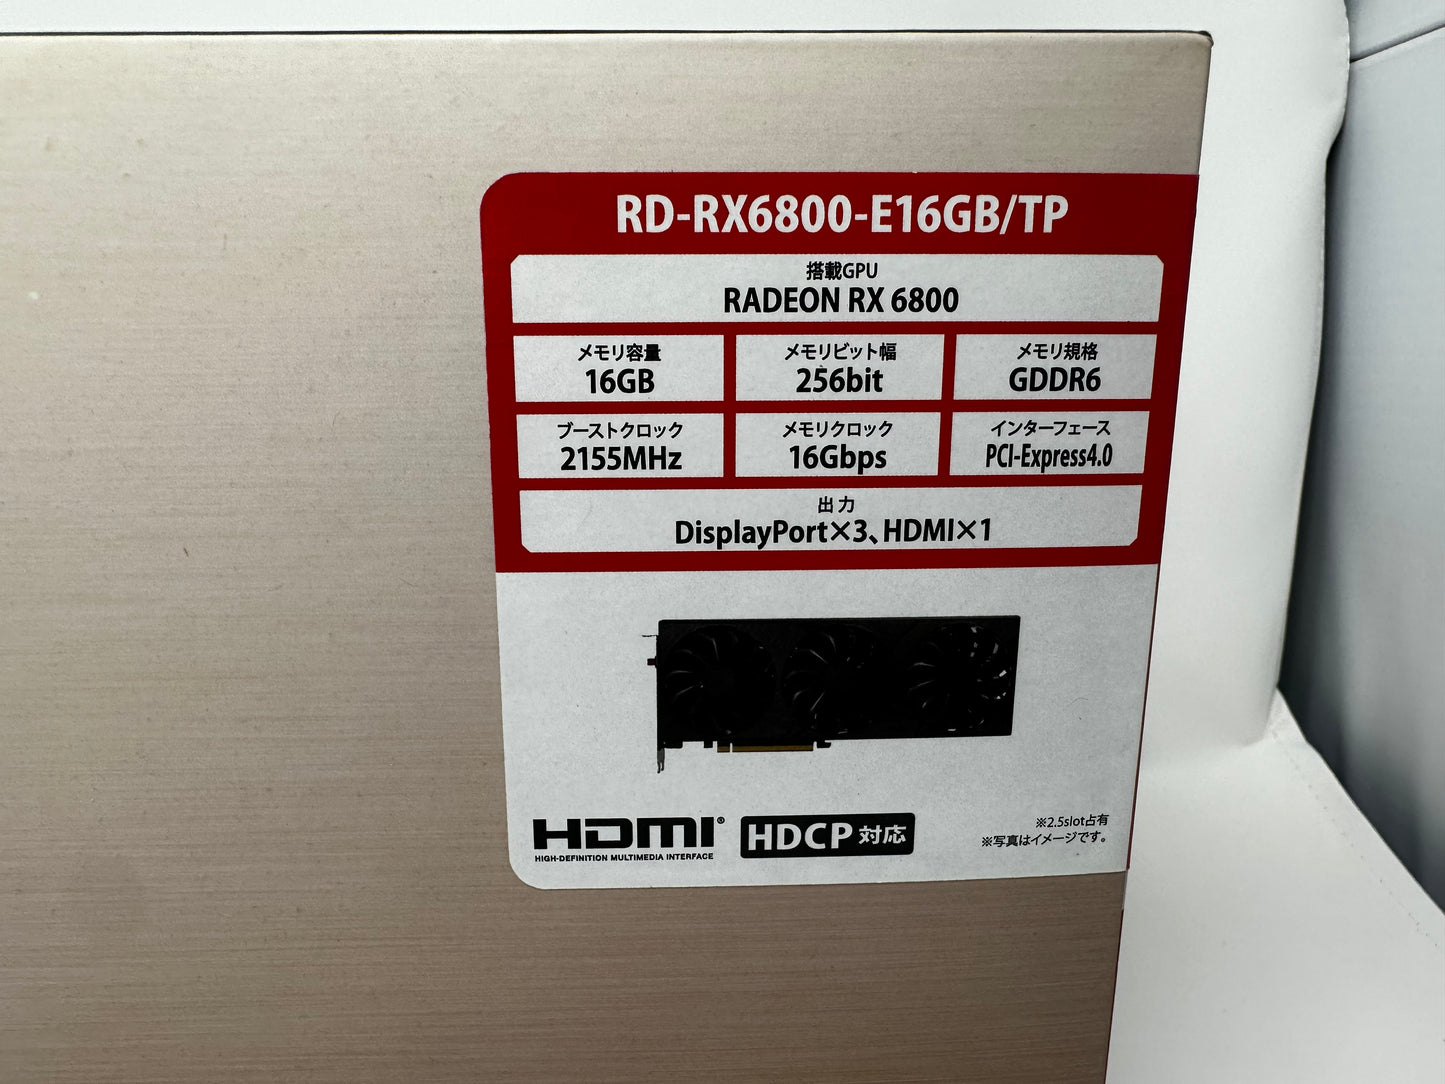 RD-RX6800-E16GB/TP
搭載GPU
RADEON RX 6800
メモリ容量
16GB
メモリビット幅
256bit
メモリ規格
GDDR6
ブーストクロック
2155MHz
メモリクロック
16Gbps
インターフェース
PCI-Express4.0
出力
DisplayPort×3、HDMI×1
HDMI®
HIGH-DEFINITION MULTIMEDIA INTERFACE
HDCP 対応
※2.5slot占有
※写真はイメージです。